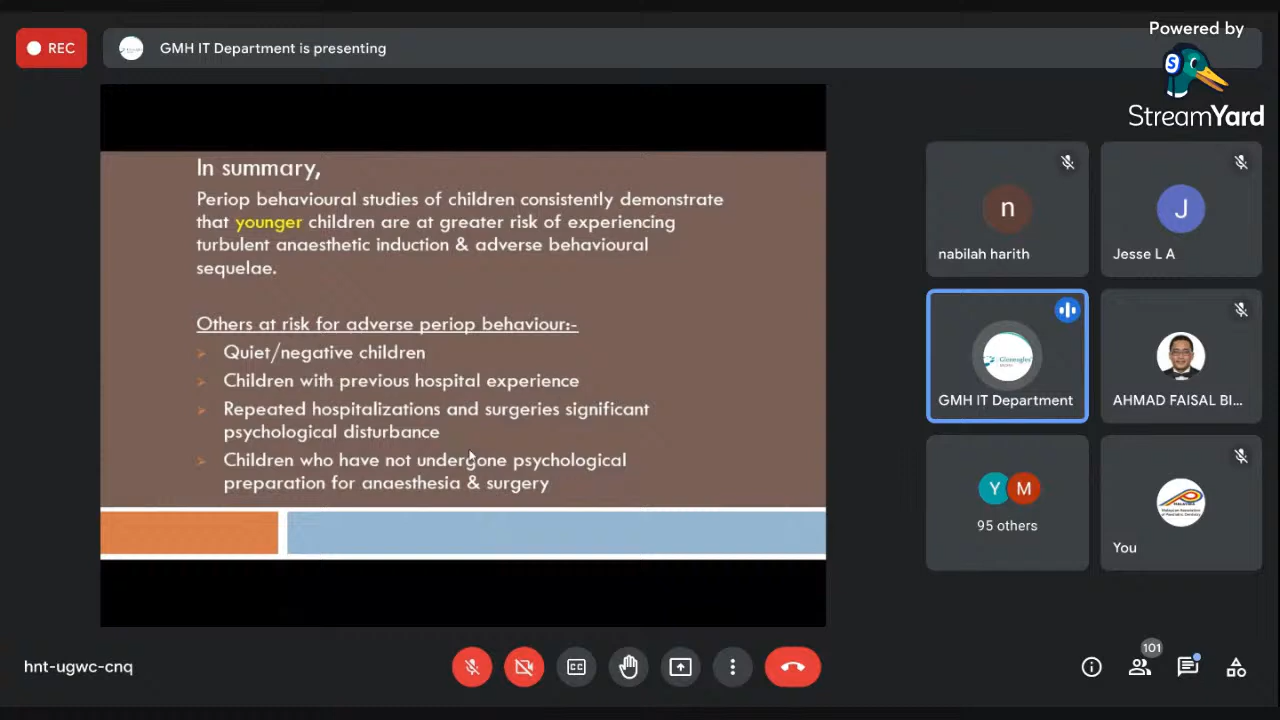 Powered by
StreamYard
REC
GMH IT Department is presenting
In summary,
Periop behavioural studies of children consistently demonstrate
that younger children are at greater risk of experiencing
turbulent anaesthetic induction & adverse behavioural
sequelae.
Others at risk for adverse periop behaviour:-
Quiet/negative children
Children with previous hospital experience
Repeated hospitalizations and surgeries significant
psychological disturbance
Children who have not undergone psychological
preparation for anaesthesia & surgery
n
nabilah harith
J
Jesse L A
Gleneagles
GMH IT Department
AHMAD FAISAL BI...
Y M
95 others
You
hnt-ugwc-cnq
CC
101